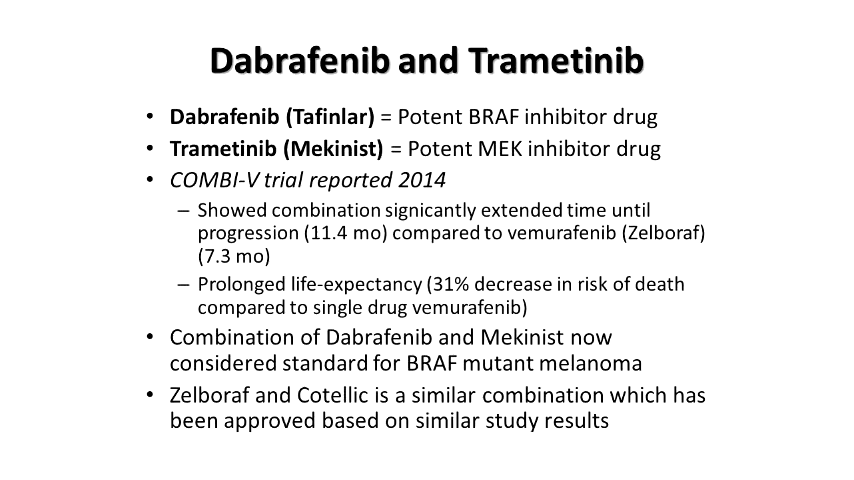 Dabrafenib and Trametinib
• Dabrafenib (Tafinlar) = Potent BRAF inhibitor drug
• Trametinib (Mekinist) = Potent MEK inhibitor drug
• COMBI-V trial reported 2014
– Showed combination signicantly extended time until
progression (11.4 mo) compared to vemurafenib (Zelboraf)
(7.3 mo)
– Prolonged life-expectancy (31% decrease in risk of death
compared to single drug vemurafenib)
• Combination of Dabrafenib and Mekinist now
considered standard for BRAF mutant melanoma
• Zelboraf and Cotellic is a similar combination which has
been approved based on similar study results